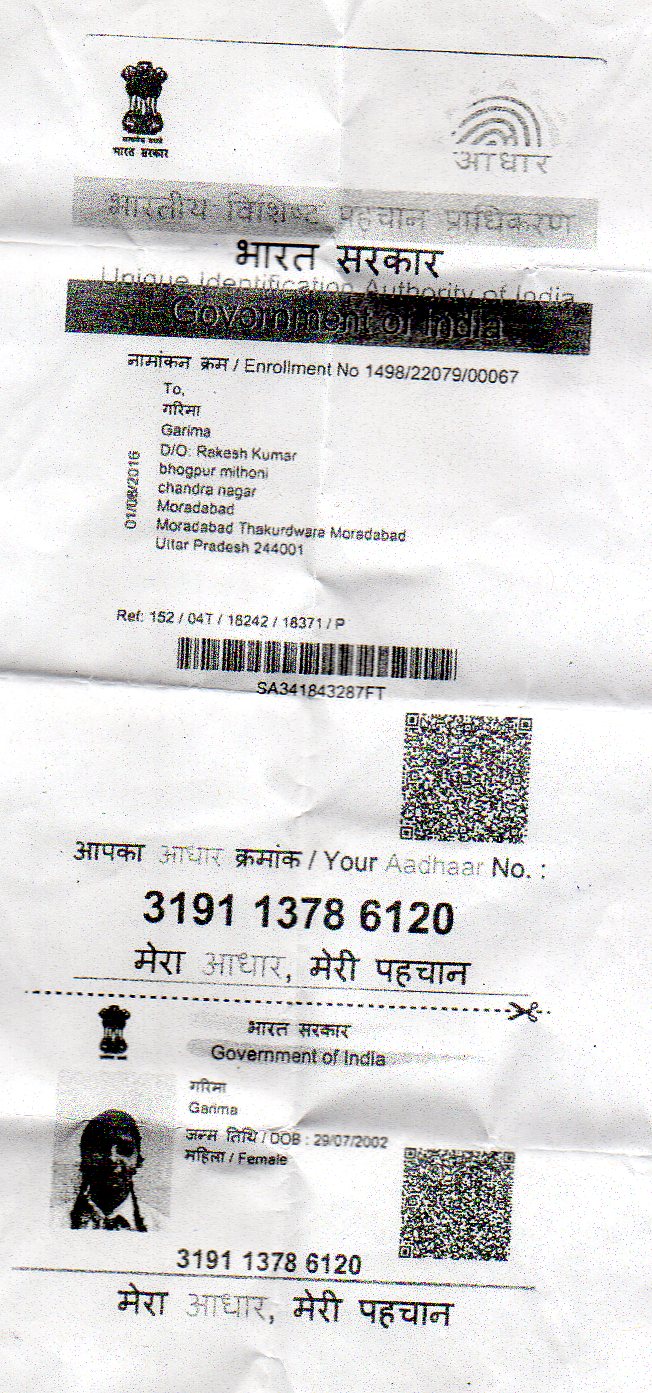 भारत सरकार
आधार
भारतीय विशिष्ट पहचान प्राधिकरण
भारत सरकार
Unique Identification Authority of India
Government of India
नामांकन क्रम / Enrollment No 1498/22079/00067
To,
गरिमा
Garima
D/O: Rakesh Kumar
bhogpur mithoni
chandra nagar
Moradabad
Moradabad Thakurdwara Moradabad
Uttar Pradesh 244001
01/08/2016
Ref: 152 / 04T / 18242 / 18371 / P
SA341843287FT
आपका आधार क्रमांक / Your Aadhaar No. :
3191 1378 6120
मेरा आधार, मेरी पहचान
भारत सरकार
Government of India
गरिमा
Garima
जन्म तिथि / DOB : 29/07/2002
महिला / Female
3191 1378 6120
मेरा आधार, मेरी पहचान